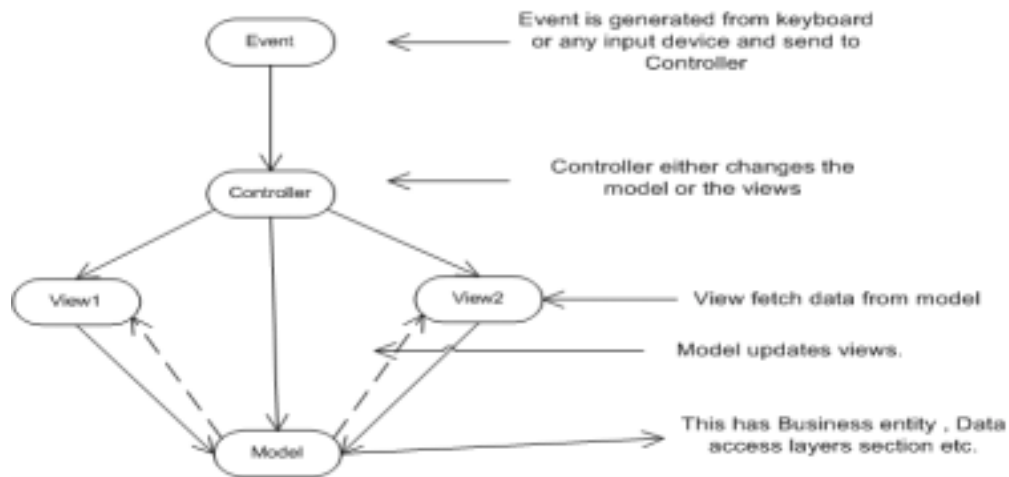 Event
Event is generated from keyboard
or any input device and send to
Controller
Controller
Controller either changes the
model or the views
View1
View2
View fetch data from model
Model updates views.
Model
This has Business entity , Data
access layers section etc.